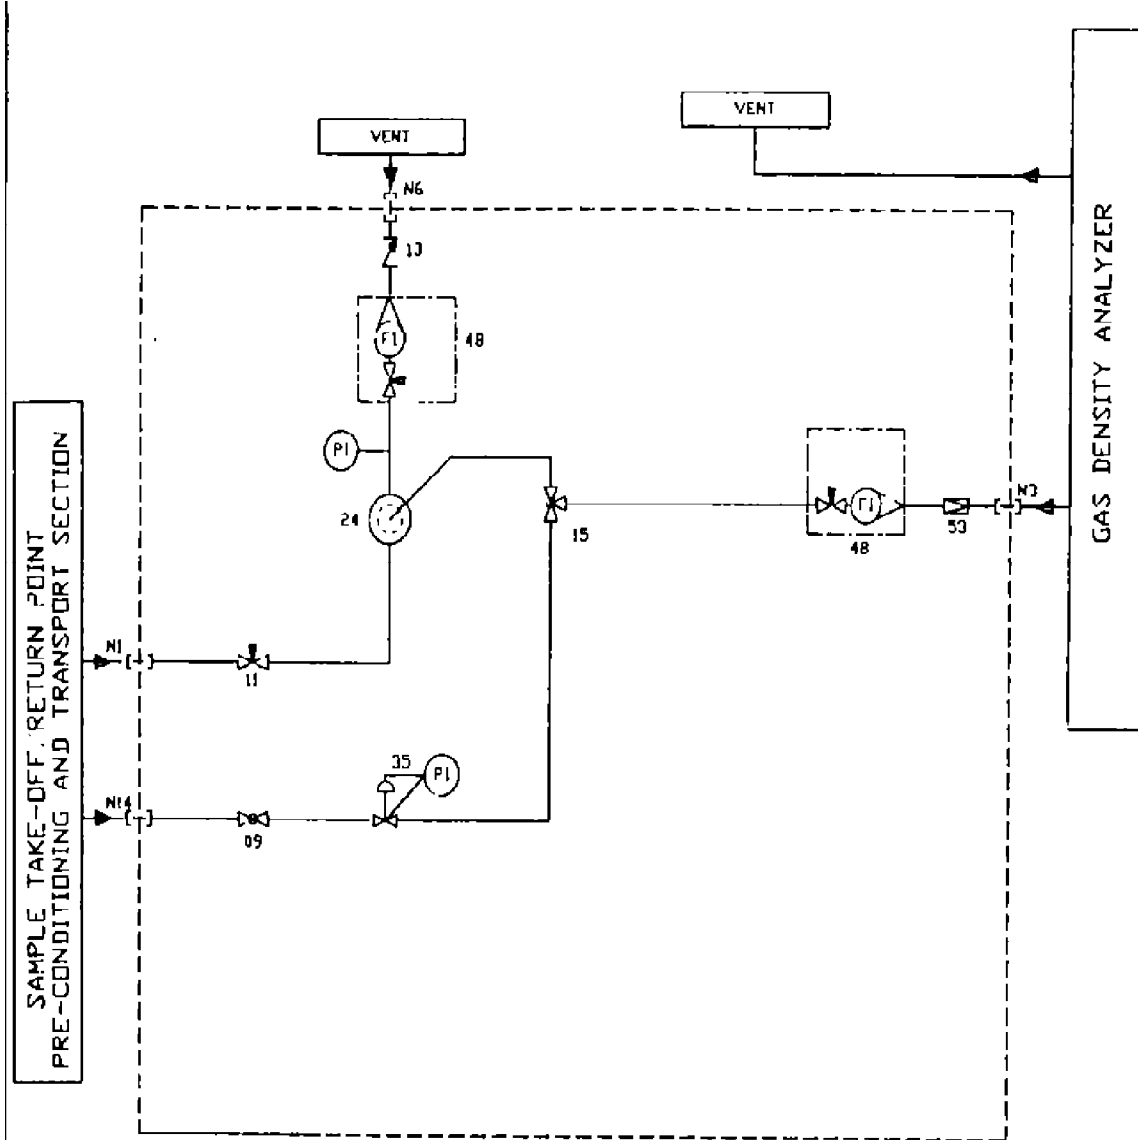 VENT
VENT
N6
13
FI
48
PI
24
15
FI
48
53
N3
GAS DENSITY ANALYZER
SAMPLE TAKE-OFF, RETURN POINT
PRE-CONDITIONING AND TRANSPORT SECTION
N1
11
35
PI
N14
09